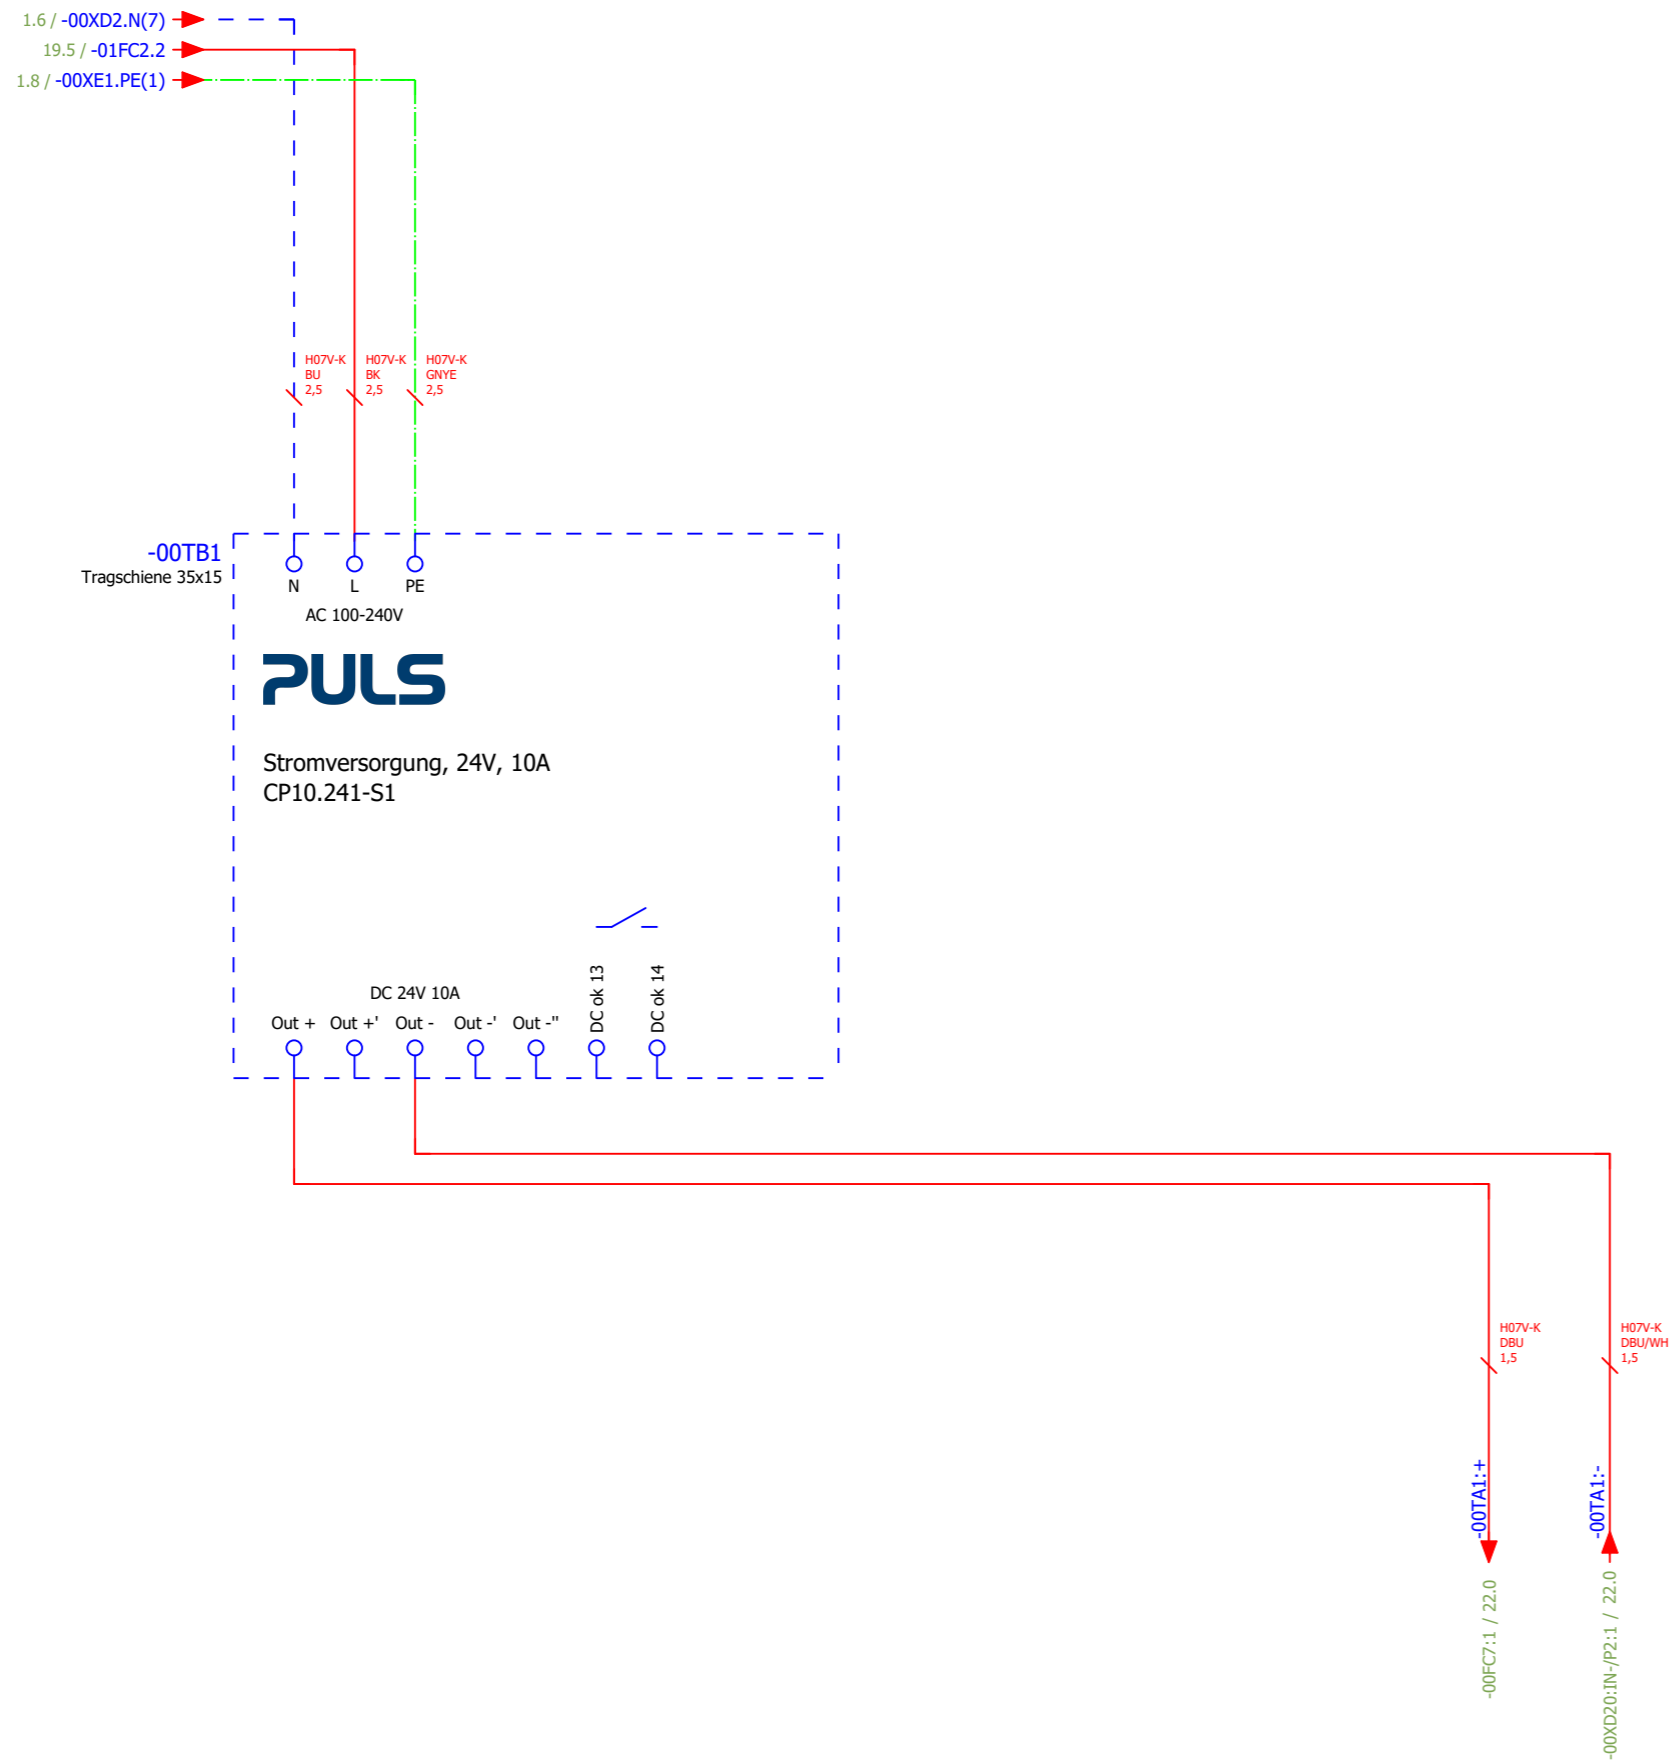 1.6 / -00XD2.N(7)
19.5 / -01FC2.2
1.8 / -00XE1.PE(1)
H07V-K
BU
2,5
H07V-K
BK
2,5
H07V-K
GNYE
2,5
-00TB1
Tragschiene 35x15
N L PE
AC 100-240V
PULS
Stromversorgung, 24V, 10A
CP10.241-S1
DC 24V 10A
Out + Out +' Out - Out -' Out -"
DC ok 13
DC ok 14
H07V-K
DBU
1,5
H07V-K
DBU/WH
1,5
-00TA1:+
-00TA1:-
-00FC7:1 / 22.0
-00XD20:IN-/P2:1 / 22.0